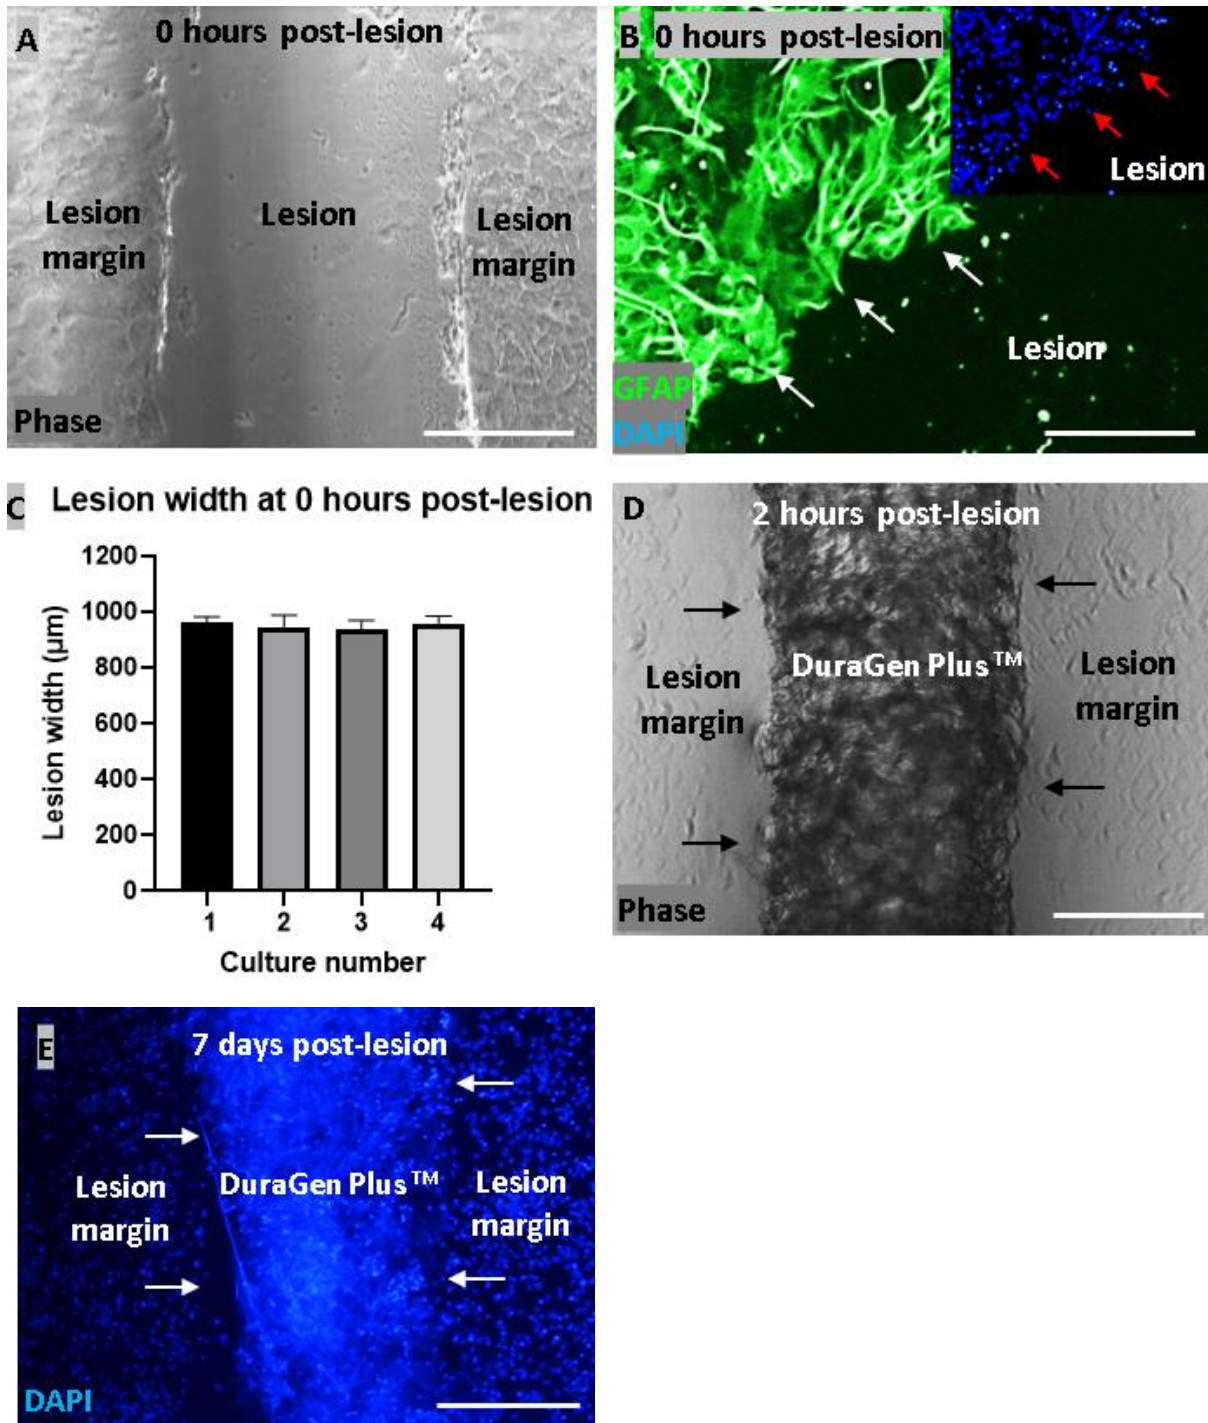 A
0 hours post-lesion
Lesion
margin
Lesion
Lesion
margin
Phase
B
0 hours post-lesion
Lesion
Lesion
GFAP
DAPI
C
Lesion width at 0 hours post-lesion
Lesion width (µm)
1200
1000
800
600
400
200
0
1 2 3 4
Culture number
D
2 hours post-lesion
DuraGen Plus™
Lesion
margin
Lesion
margin
Phase
E
7 days post-lesion
Lesion
margin
DuraGen Plus™
Lesion
margin
DAPI